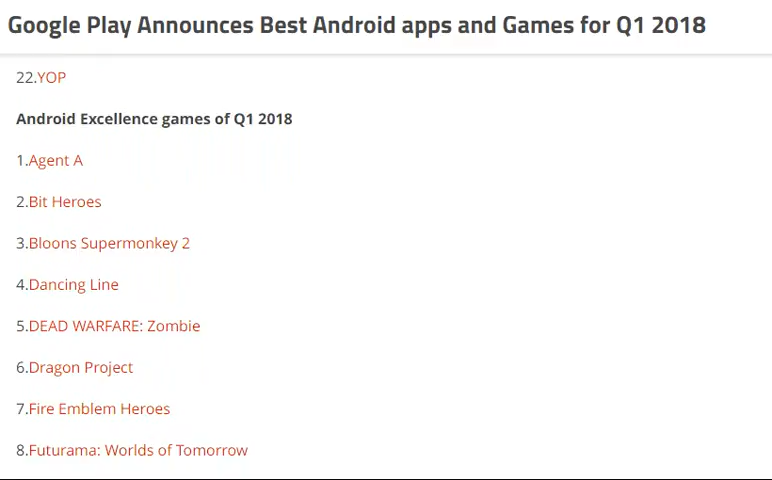 Google Play Announces Best Android apps and Games for Q1 2018
22.YOP
Android Excellence games of Q1 2018
1.Agent A
2.Bit Heroes
3.Bloons Supermonkey 2
4.Dancing Line
5.DEAD WARFARE: Zombie
6.Dragon Project
7.Fire Emblem Heroes
8.Futurama: Worlds of Tomorrow